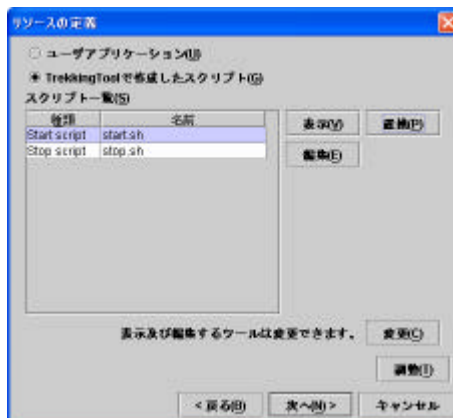 リソースの定義
ユーザアプリケーション(U)
TrekkingToolで作成したスクリプト(G)
スクリプト一覧(S)
種類 名前
Start script start.sh
Stop script stop.sh
表示(V) 置換(P)
編集(E)
表示及び編集するツールは変更できます。 変更(C)
調整(T)
< 戻る(B) 次へ(N) > キャンセル